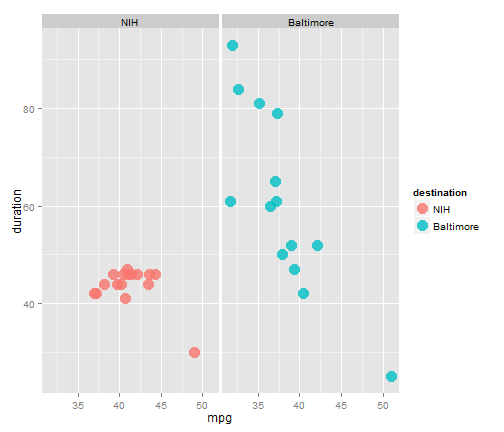 NIH Baltimore
80
60
40
duration
35 40 45 50 35 40 45 50
mpg
destination
NIH
Baltimore